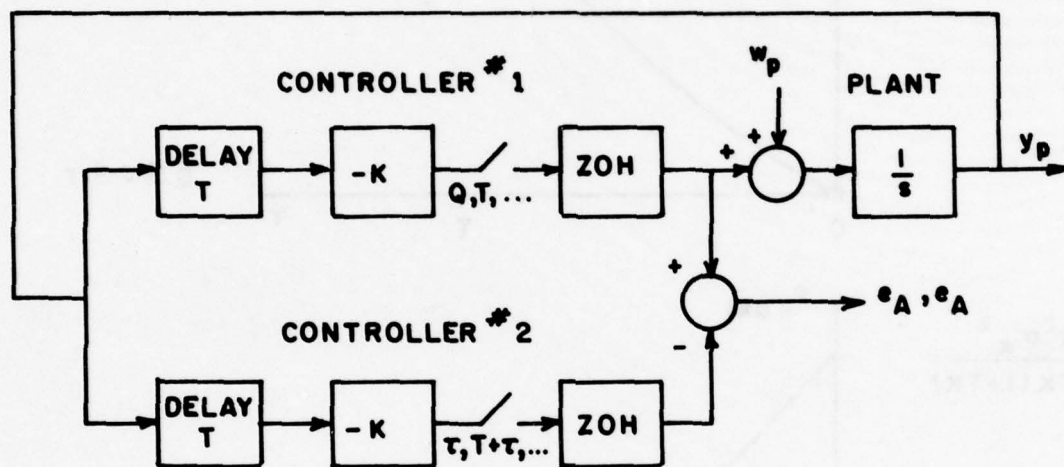 CONTROLLER #1
w_p
PLANT
DELAY
T
-K
Q,T,...
ZOH
+
+
1
s
y_p
+
-
e_A, e_A
CONTROLLER #2
DELAY
T
-K
τ,T+τ,...
ZOH